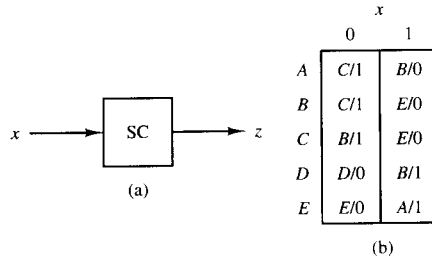 x
SC
z
(a)
x
0 1
A C/1 B/0
B C/1 E/0
C B/1 E/0
D D/0 B/1
E E/0 A/1
(b)